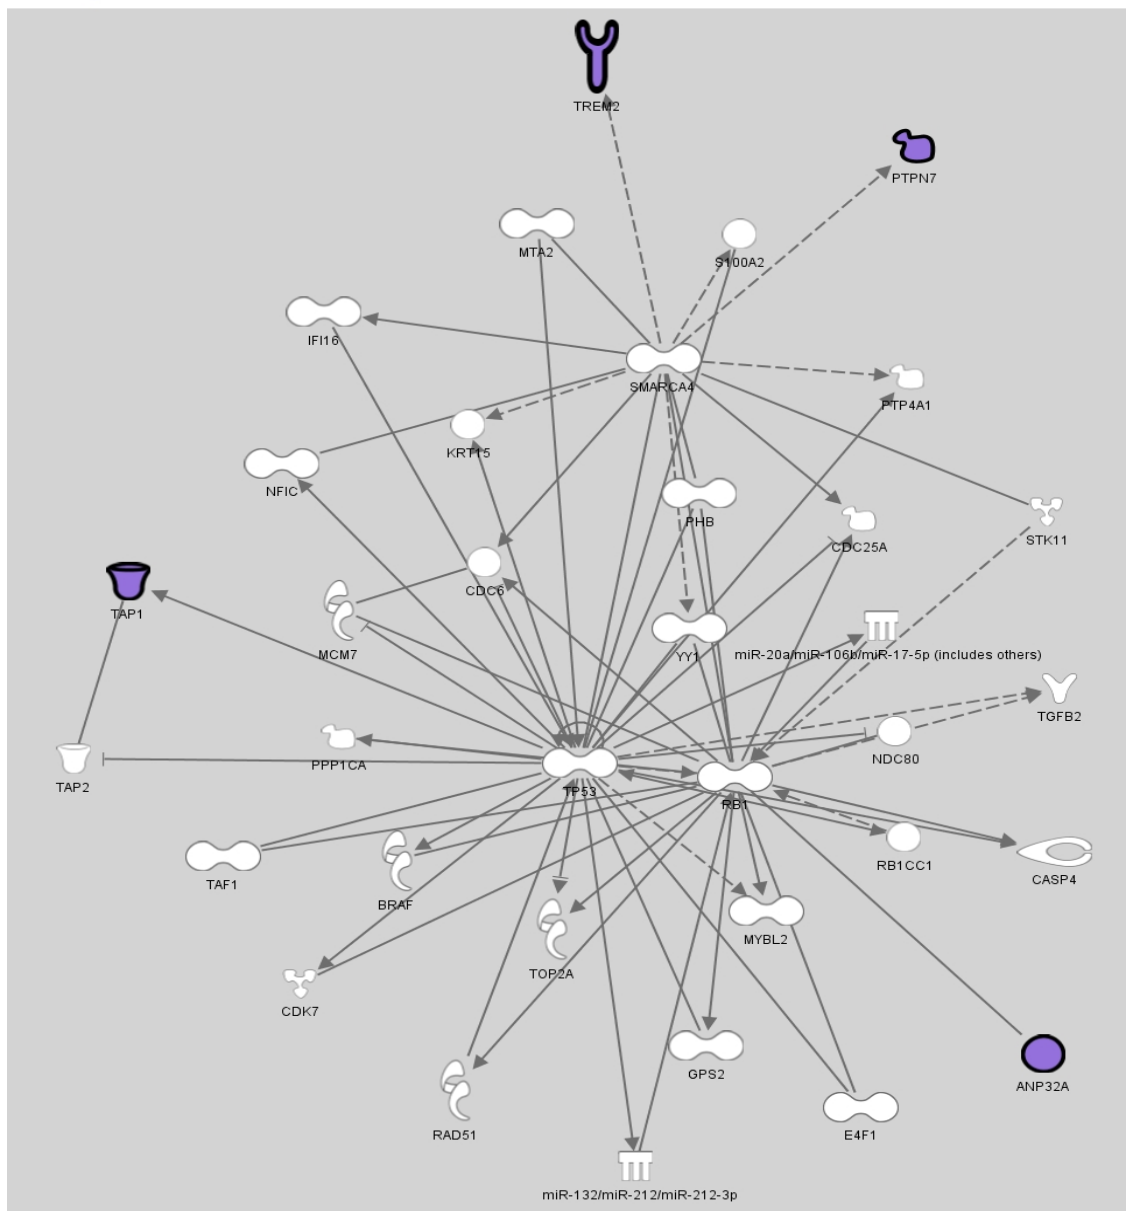 TREM2
PTPN7
MTA2
S100A2
IFI16
SMARCA4
PTP4A1
KRT15
NFIC
PHB
CDC25A
STK11
CDC6
TAP1
MCM7
YY1
miR-20a/miR-106b/miR-17-5p (includes others)
TGFB2
NDC80
PPP1CA
TAP2
TP53
RB1
RB1CC1
CASP4
TAF1
BRAF
MYBL2
TOP2A
CDK7
GPS2
ANP32A
RAD51
E4F1
miR-132/miR-212/miR-212-3p